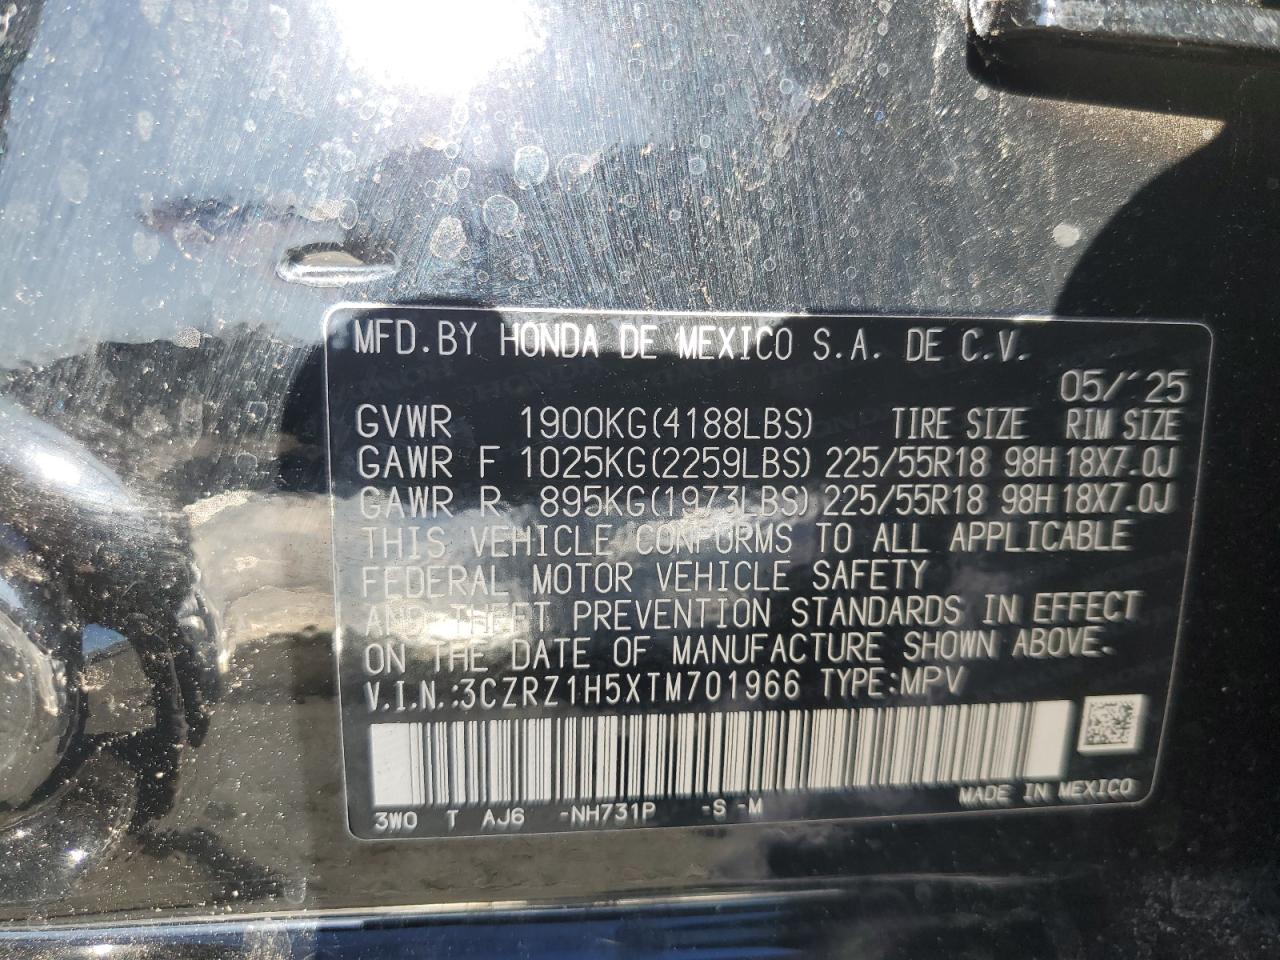 MFD.BY HONDA DE MEXICO S.A. DE C.V.
05/'25
GVWR 1900KG(4188LBS) TIRE SIZE RIM SIZE
GAWR F 1025KG(2259LBS) 225/55R18 98H 18X7.0J
GAWR R 895KG(1973LBS) 225/55R18 98H 18X7.0J
THIS VEHICLE CONFORMS TO ALL APPLICABLE
FEDERAL MOTOR VEHICLE SAFETY
AND THEFT PREVENTION STANDARDS IN EFFECT
ON THE DATE OF MANUFACTURE SHOWN ABOVE.
V.I.N.:3CZRZ1H5XTM701966 TYPE:MPV
MADE IN MEXICO
3W0 T AJ6 -NH731P -S -M